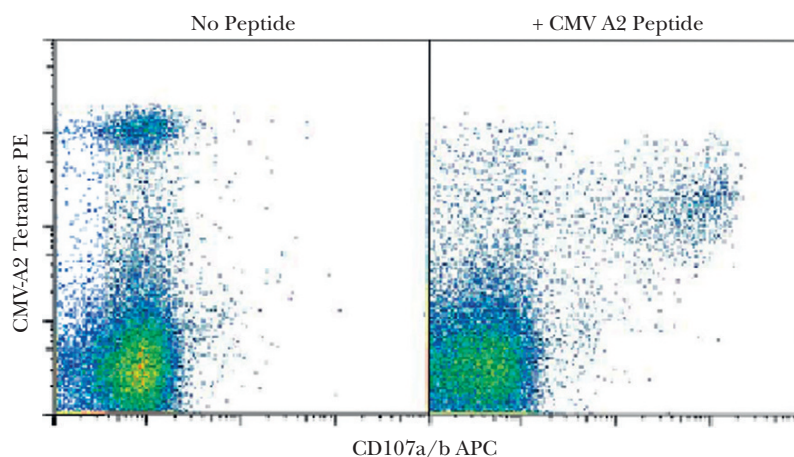 No Peptide
+ CMV A2 Peptide
CMV-A2 Tetramer PE
CD107a/b APC